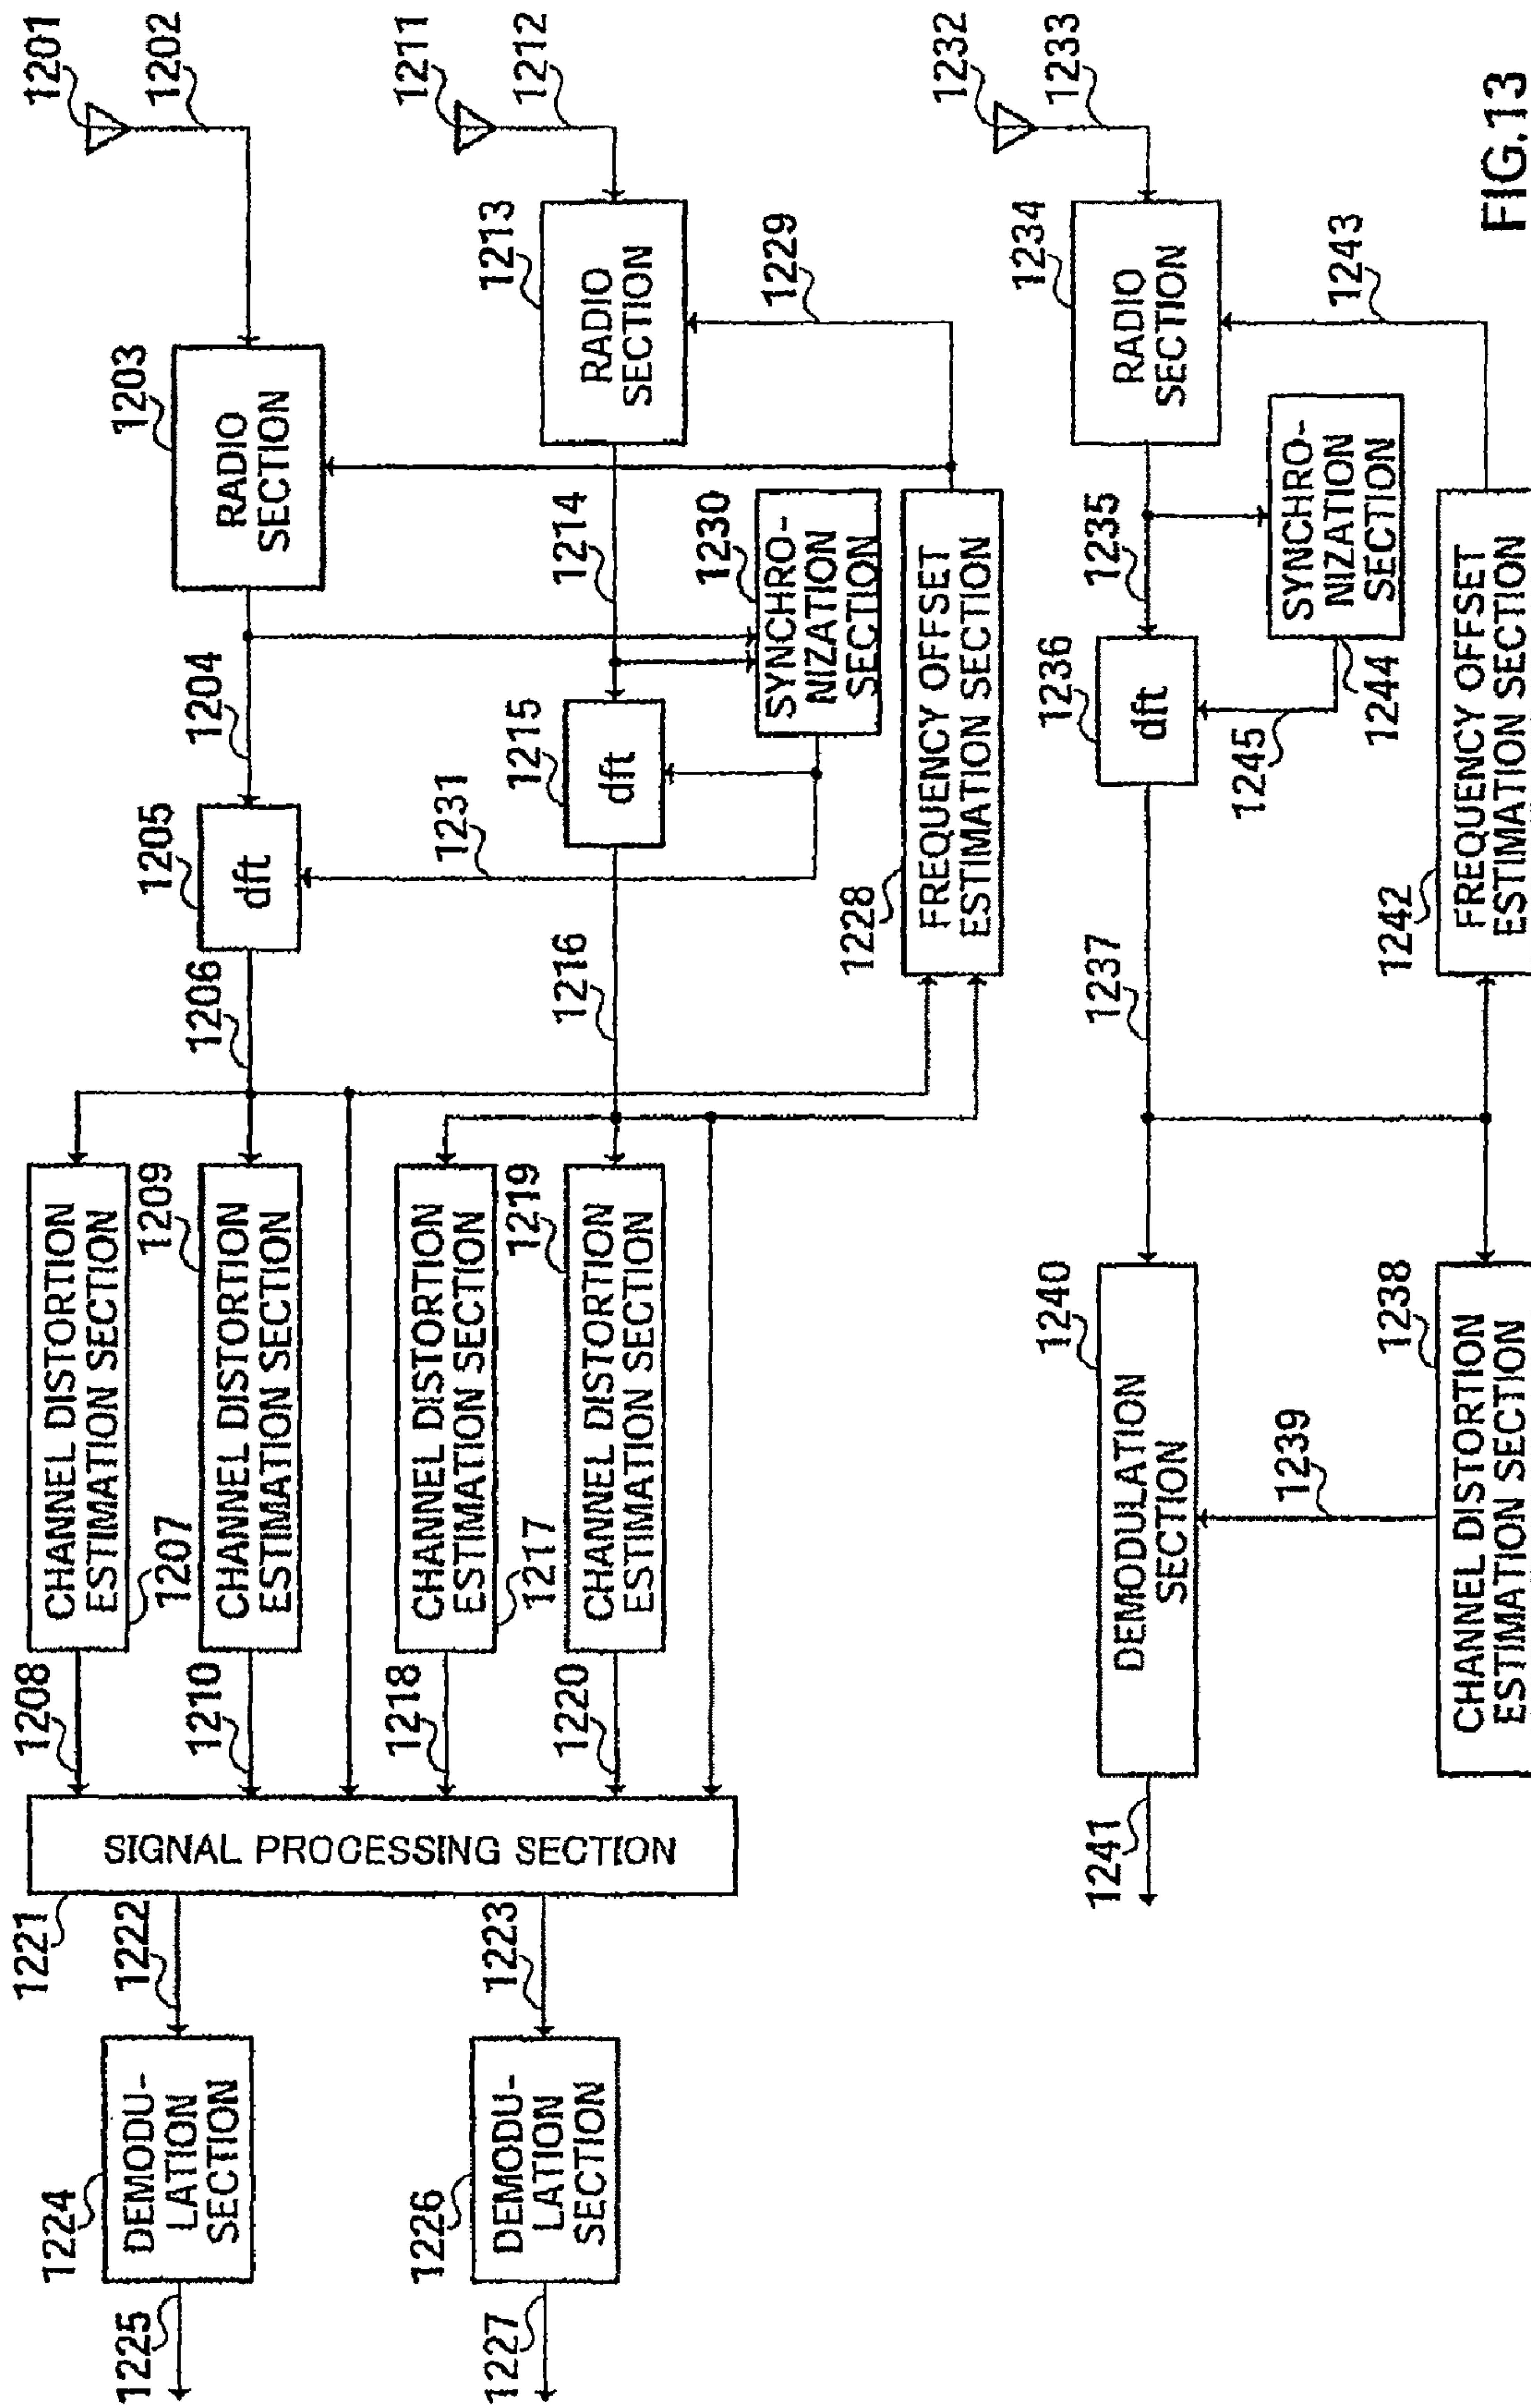 1201
1202
1203
RADIO
SECTION
1204
1205
dft
1206
CHANNEL DISTORTION
ESTIMATION SECTION
1207
1208
1209
CHANNEL DISTORTION
ESTIMATION SECTION
1210
1211
1212
1213
RADIO
SECTION
1214
1215
dft
1216
CHANNEL DISTORTION
ESTIMATION SECTION
1217
1218
1219
CHANNEL DISTORTION
ESTIMATION SECTION
1220
SIGNAL PROCESSING SECTION
1221
1222
1223
1224
DEMODU-
LATION
SECTION
1225
1226
DEMODU-
LATION
SECTION
1227
1228
FREQUENCY OFFSET
ESTIMATION SECTION
1229
1230
SYNCHRO-
NIZATION
SECTION
1231
1232
1233
1234
RADIO
SECTION
1235
1236
dft
1237
1238
CHANNEL DISTORTION
ESTIMATION SECTION
1239
1240
DEMODULATION
SECTION
1241
1242
FREQUENCY OFFSET
ESTIMATION SECTION
1243
SYNCHRO-
NIZATION
SECTION
1244
1245
FIG.13